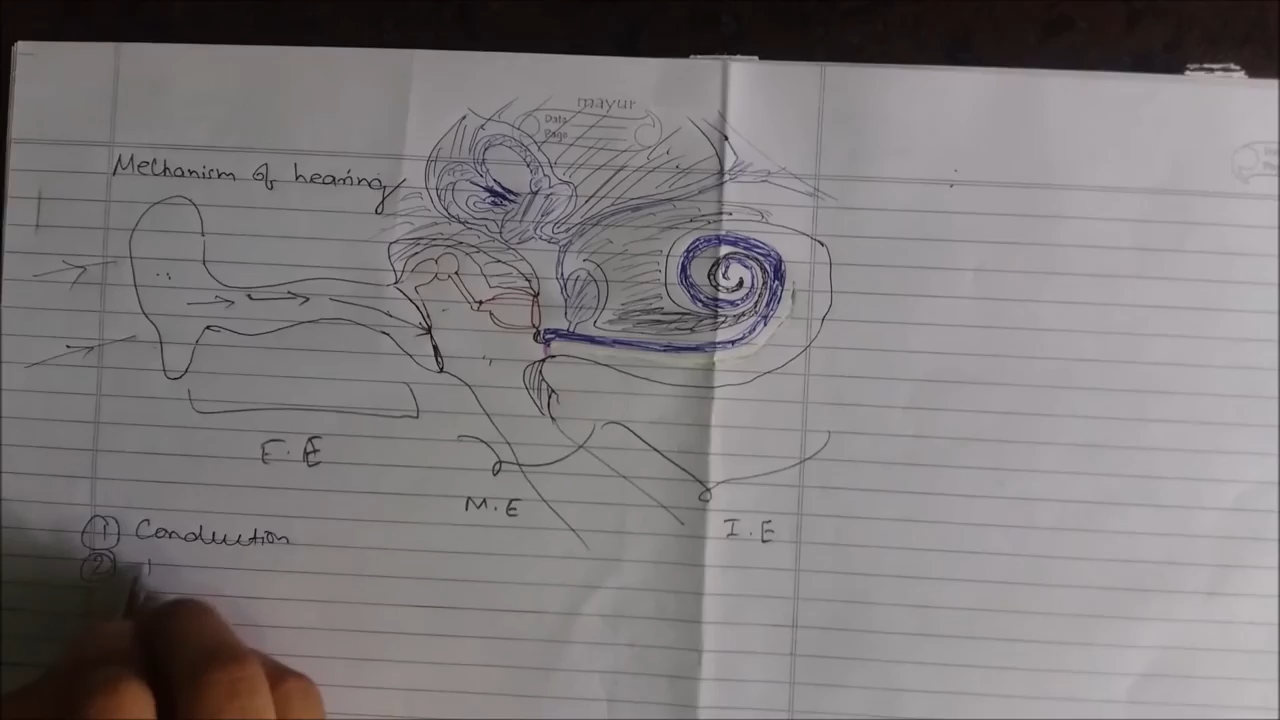 mayur
Date
Page
Mechanism of hearing
E.E
M.E
I.E
① Conduction
②